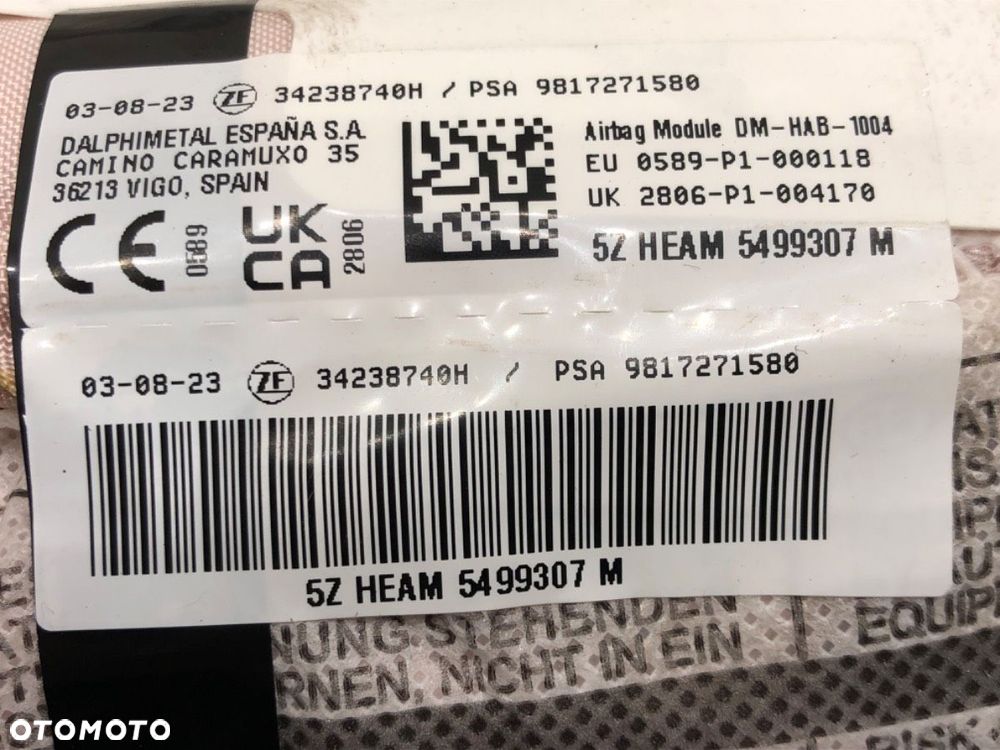 03-08-23 ZF 34238740H / PSA 9817271580
DALPHIMETAL ESPAÑA S.A.
CAMINO CARAMUXO 35
36213 VIGO, SPAIN
CE 0589 UK CA 2806
Airbag Module DM-HAB-1004
EU 0589-P1-000118
UK 2806-P1-004170
5Z HEAM 5499307 M
03-08-23 ZF 34238740H / PSA 9817271580
5Z HEAM 5499307 M
NUNG STEHENDEN
RNEN, NICHT IN EIN
EQUIP
RISK
OTOMOTO